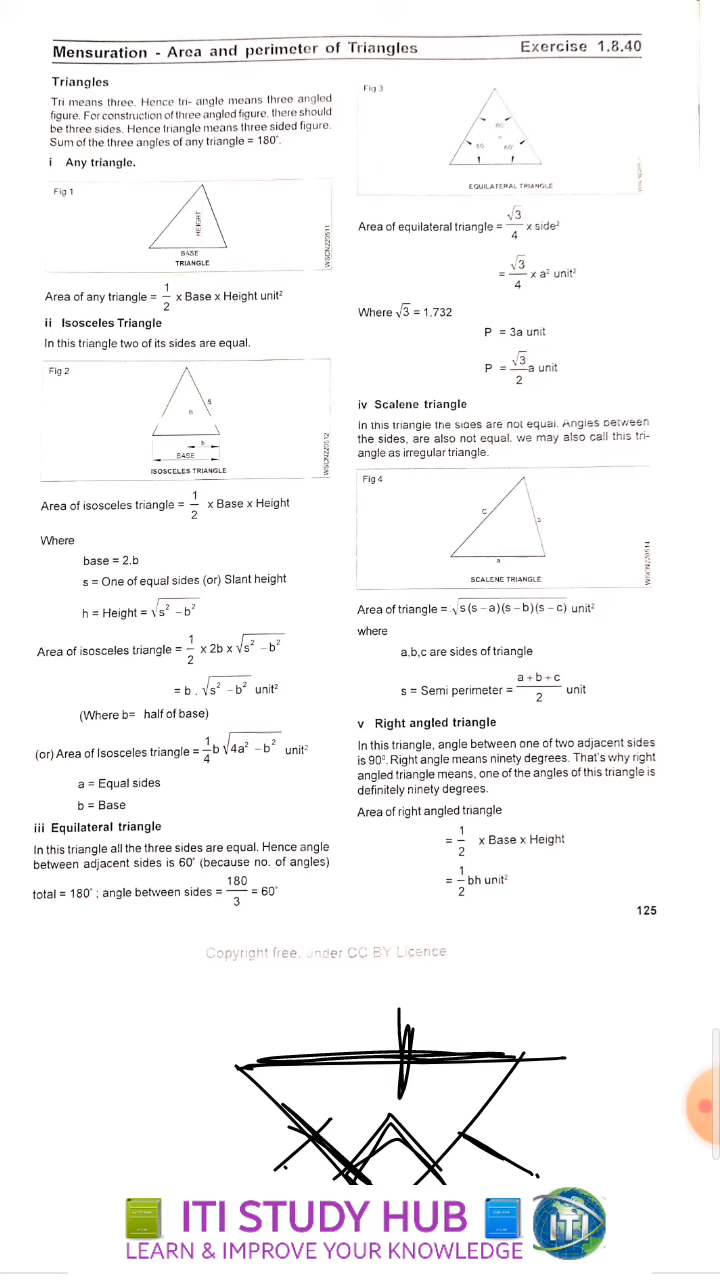 Mensuration - Area and perimeter of Triangles
Exercise 1.8.40
Triangles
Tri means three. Hence tri- angle means three angled
figure. For construction of three angled figure, there should
be three sides. Hence triangle means three sided figure.
Sum of the three angles of any triangle = 180°.
i Any triangle.
Fig 1
HEIGHT
BASE
TRIANGLE
WSCN220511
Area of any triangle = 1/2 x Base x Height unit²
ii Isosceles Triangle
In this triangle two of its sides are equal.
Fig 2
s
h
b
BASE
ISOSCELES TRIANGLE
WSCN220512
Area of isosceles triangle = 1/2 x Base x Height
Where
base = 2.b
s = One of equal sides (or) Slant height
h = Height = √(s² – b²)
Area of isosceles triangle = 1/2 x 2b x √(s² – b²)
= b . √(s² – b²) unit²
(Where b= half of base)
(or) Area of Isosceles triangle = 1/4 b √(4a² – b²) unit²
a = Equal sides
b = Base
iii Equilateral triangle
In this triangle all the three sides are equal. Hence angle
between adjacent sides is 60° (because no. of angles)
total = 180° ; angle between sides = 180/3 = 60°
Fig 3
60°
60
60°
EQUILATERAL TRIANGLE
Area of equilateral triangle = √3/4 x side²
= √3/4 x a² unit²
Where √3 = 1.732
P = 3a unit
P = √3/2 a unit
iv Scalene triangle
In this triangle the sides are not equal. Angles between
the sides, are also not equal. we may also call this tri-
angle as irregular triangle.
Fig 4
c
b
a
SCALENE TRIANGLE
WSCN220514
Area of triangle = √(s(s – a)(s – b)(s – c)) unit²
where
a,b,c are sides of triangle
s = Semi perimeter = a + b + c/2 unit
v Right angled triangle
In this triangle, angle between one of two adjacent sides
is 90°. Right angle means ninety degrees. That's why right
angled triangle means, one of the angles of this triangle is
definitely ninety degrees.
Area of right angled triangle
= 1/2 x Base x Height
= 1/2 bh unit²
125
Copyright free, under CC BY Licence
ITI STUDY HUB
LEARN & IMPROVE YOUR KNOWLEDGE
ITI